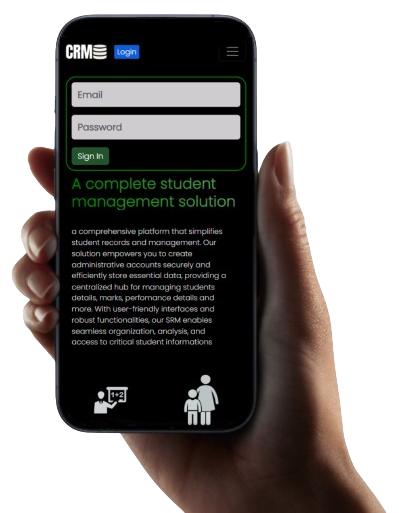 CRM Login
Email
Password
Sign In
A complete student
management solution
a comprehensive platform that simplifies
student records and management. Our
solution empowers you to create
administrative accounts securely and
efficiently store essential data, providing a
centralized hub for managing students
details, marks, perfomance details and
more. With user-friendly interfaces and
robust functionalities, our SRM enables
seamless organization, analysis, and
access to critical student informations
1+2